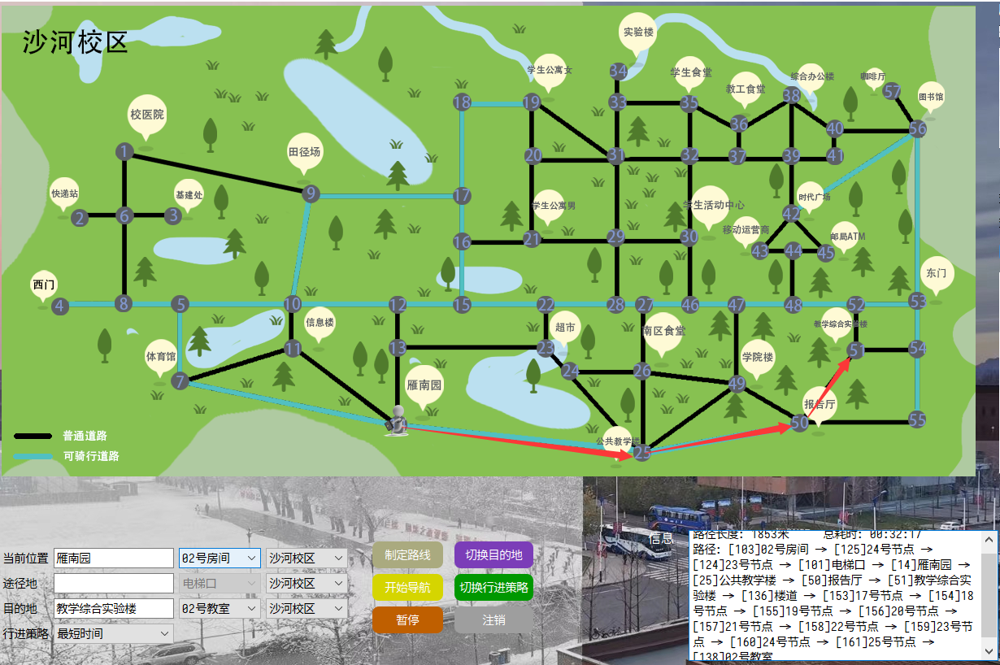 沙河校区
实验楼
学生公寓女
学生食堂
教工食堂
综合办公楼
咖啡厅
图书馆
校医院
田径场
快递站
基建处
学生公寓男
学生活动中心
时代广场
移动运营商
邮局ATM
西门
东门
信息楼
超市
南区食堂
教学综合实验楼
体育馆
雁南园
学院楼
报告厅
公共教学楼
34
57
18 19 33 35 38
36 40 56
1 20 31 32 37 39 41
9 17
2 6 3 42
16 21 29 30 43 44 45
4 8 5 10 12 15 22 28 27 46 47 48 52 53
11 13 23 51 54
7 24 26 49
50 55
25
普通道路
可骑行道路
信息
当前位置 雁南园 02号房间 沙河校区
途径地 电梯口 沙河校区
目的地 教学综合实验楼 02号教室 沙河校区
行进策略 最短时间
制定路线 切换目的地
开始导航 切换行进策略
暂停 注销
路径长度: 1853米 总耗时: 00:32:17
路径: [103]02号房间 → [125]24号节点 →
[124]23号节点 → [101]电梯口 → [14]雁南园 →
[25]公共教学楼 → [50]报告厅 → [51]教学综合实
验楼 → [136]楼道 → [153]17号节点 → [154]18
号节点 → [155]19号节点 → [156]20号节点 →
[157]21号节点 → [158]22号节点 → [159]23号节
点 → [160]24号节点 → [161]25号节点 →
[138]02号教室